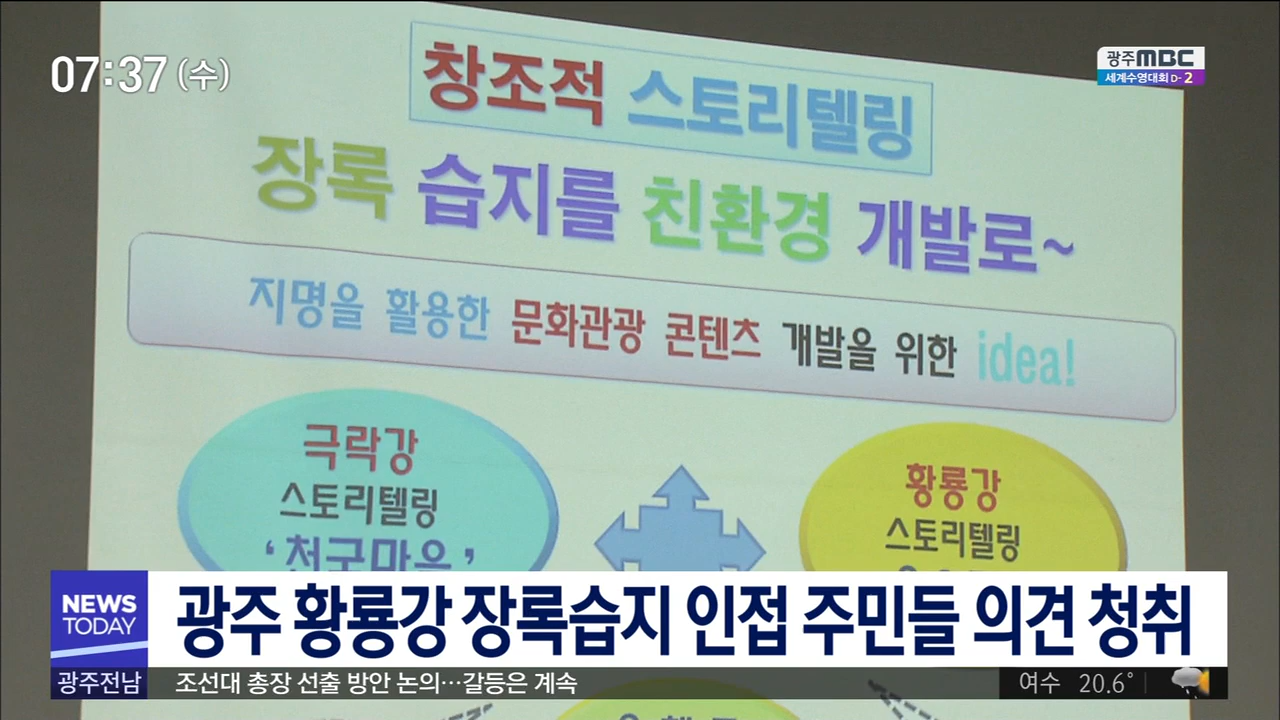 07:37 (수)
광주MBC
세계수영대회 D-2
창조적 스토리텔링
장록 습지를 친환경 개발로~
지명을 활용한 문화관광 콘텐츠 개발을 위한 idea!
극락강
스토리텔링
'천국마을'
황룡강
스토리텔링
NEWS
TODAY
광주 황룡강 장록습지 인접 주민들 의견 청취
광주전남
조선대 총장 선출 방안 논의…갈등은 계속
여수 20.6°